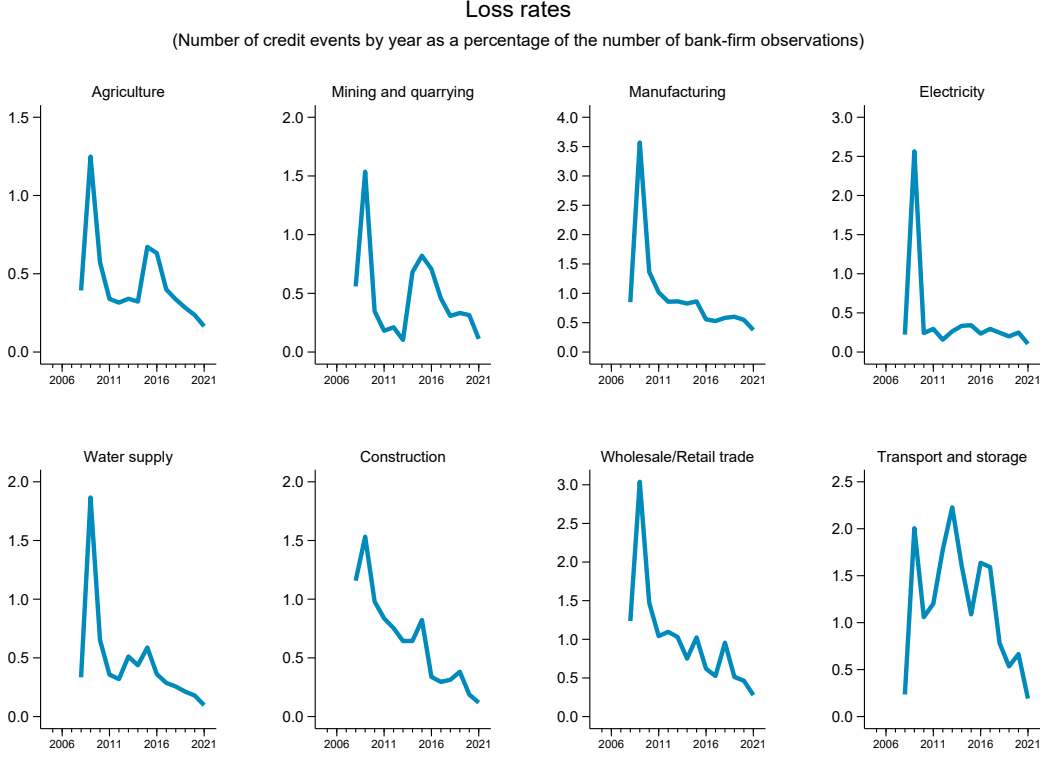 Loss rates
(Number of credit events by year as a percentage of the number of bank-firm observations)
Agriculture
1.5
1.0
0.5
0.0
2006 2011 2016 2021
Mining and quarrying
2.0
1.5
1.0
0.5
0.0
2006 2011 2016 2021
Manufacturing
4.0
3.5
3.0
2.5
2.0
1.5
1.0
0.5
0.0
2006 2011 2016 2021
Electricity
3.0
2.5
2.0
1.5
1.0
0.5
0.0
2006 2011 2016 2021
Water supply
2.0
1.5
1.0
0.5
0.0
2006 2011 2016 2021
Construction
2.0
1.5
1.0
0.5
0.0
2006 2011 2016 2021
Wholesale/Retail trade
3.0
2.5
2.0
1.5
1.0
0.5
0.0
2006 2011 2016 2021
Transport and storage
2.5
2.0
1.5
1.0
0.5
0.0
2006 2011 2016 2021